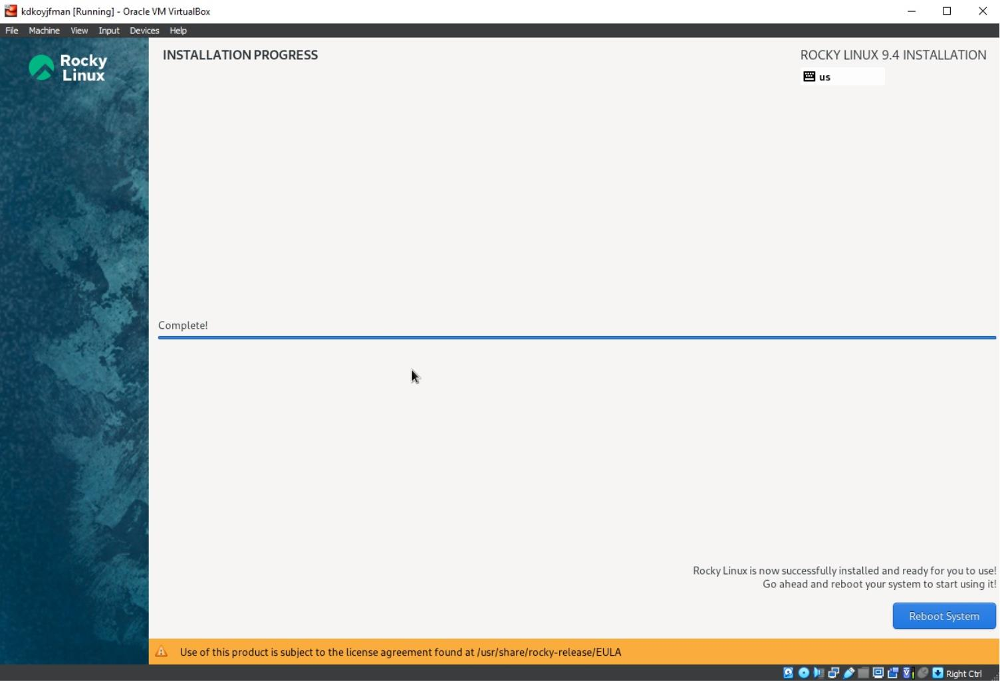 kdkoyjfman [Running] - Oracle VM VirtualBox
File Machine View Input Devices Help
Rocky
Linux
INSTALLATION PROGRESS
ROCKY LINUX 9.4 INSTALLATION
us
Complete!
Rocky Linux is now successfully installed and ready for you to use!
Go ahead and reboot your system to start using it!
Reboot System
Use of this product is subject to the license agreement found at /usr/share/rocky-release/EULA
Right Ctrl